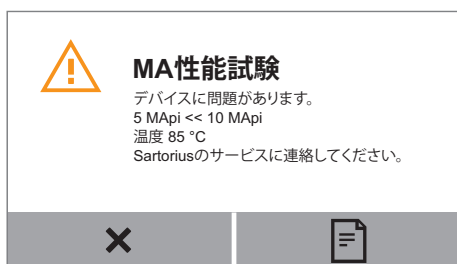 MA性能試験
デバイスに問題があります。
5 MApi << 10 MApi
温度 85 °C
Sartoriusのサービスに連絡してください。